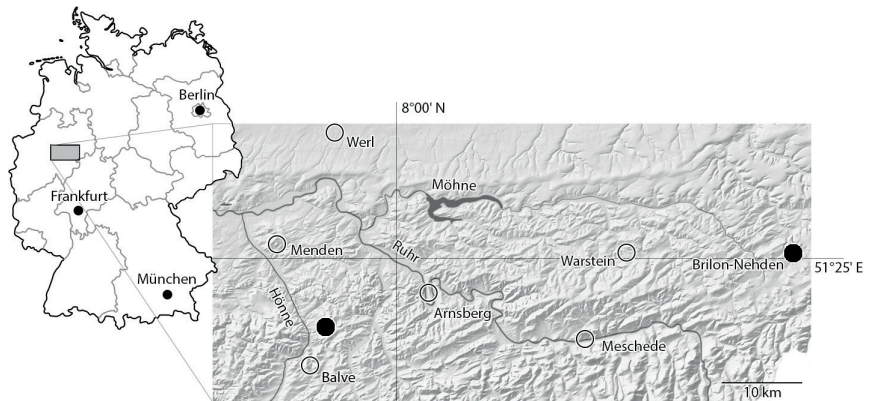 Berlin
Frankfurt
München
8°00' N
Werl
Möhne
Menden
Ruhr
Warstein
Brilon-Nehden
51°25' E
Hönne
Arnsberg
Meschede
Balve
10 km